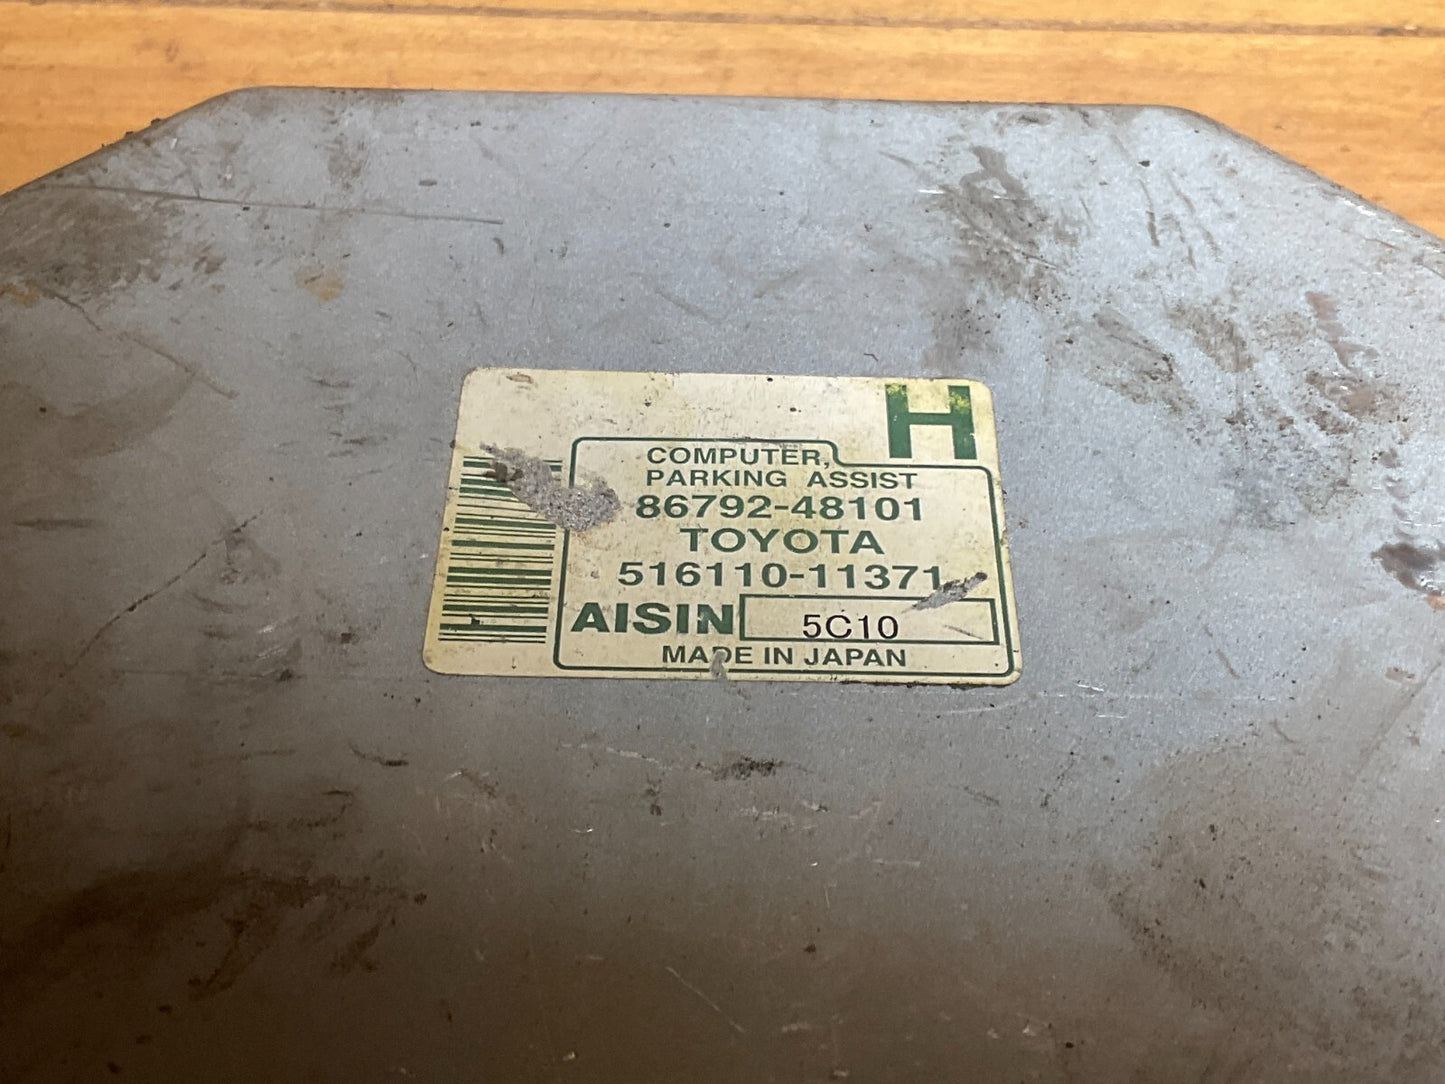 H
COMPUTER,
PARKING ASSIST
86792-48101
TOYOTA
516110-11371
AISIN 5C10
MADE IN JAPAN